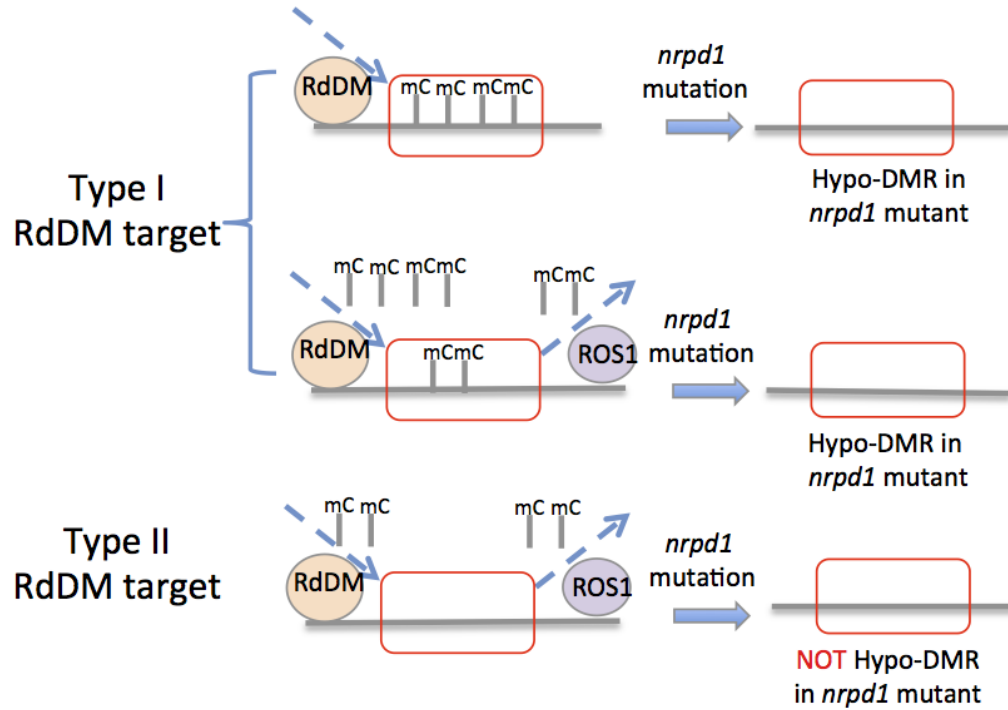 RdDM
mC mC mCmC
nrpd1
mutation
Hypo-DMR in
nrpd1 mutant
Type I
RdDM target
mC mC mCmC
mCmC
RdDM
mCmC
ROS1
nrpd1
mutation
Hypo-DMR in
nrpd1 mutant
Type II
RdDM target
mC mC
mC mC
RdDM
ROS1
nrpd1
mutation
NOT Hypo-DMR
in nrpd1 mutant